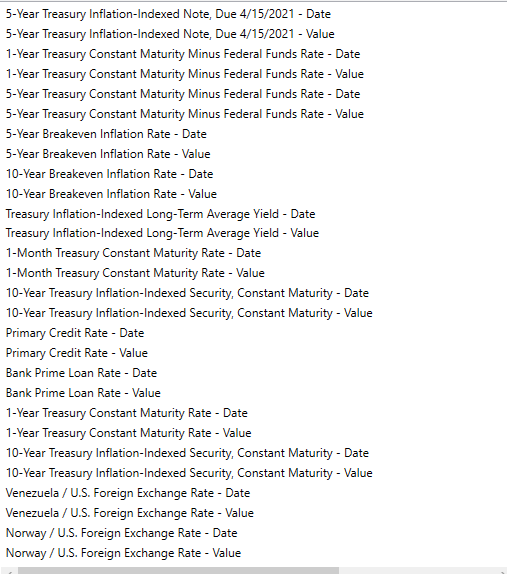 5-Year Treasury Inflation-Indexed Note, Due 4/15/2021 - Date
5-Year Treasury Inflation-Indexed Note, Due 4/15/2021 - Value
1-Year Treasury Constant Maturity Minus Federal Funds Rate - Date
1-Year Treasury Constant Maturity Minus Federal Funds Rate - Value
5-Year Treasury Constant Maturity Minus Federal Funds Rate - Date
5-Year Treasury Constant Maturity Minus Federal Funds Rate - Value
5-Year Breakeven Inflation Rate - Date
5-Year Breakeven Inflation Rate - Value
10-Year Breakeven Inflation Rate - Date
10-Year Breakeven Inflation Rate - Value
Treasury Inflation-Indexed Long-Term Average Yield - Date
Treasury Inflation-Indexed Long-Term Average Yield - Value
1-Month Treasury Constant Maturity Rate - Date
1-Month Treasury Constant Maturity Rate - Value
10-Year Treasury Inflation-Indexed Security, Constant Maturity - Date
10-Year Treasury Inflation-Indexed Security, Constant Maturity - Value
Primary Credit Rate - Date
Primary Credit Rate - Value
Bank Prime Loan Rate - Date
Bank Prime Loan Rate - Value
1-Year Treasury Constant Maturity Rate - Date
1-Year Treasury Constant Maturity Rate - Value
10-Year Treasury Inflation-Indexed Security, Constant Maturity - Date
10-Year Treasury Inflation-Indexed Security, Constant Maturity - Value
Venezuela / U.S. Foreign Exchange Rate - Date
Venezuela / U.S. Foreign Exchange Rate - Value
Norway / U.S. Foreign Exchange Rate - Date
Norway / U.S. Foreign Exchange Rate - Value